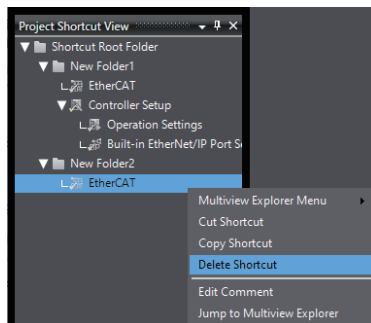 Project Shortcut View
Shortcut Root Folder
New Folder1
EtherCAT
Controller Setup
Operation Settings
Built-in EtherNet/IP Port S
New Folder2
EtherCAT
Multiview Explorer Menu
Cut Shortcut
Copy Shortcut
Delete Shortcut
Edit Comment
Jump to Multiview Explorer